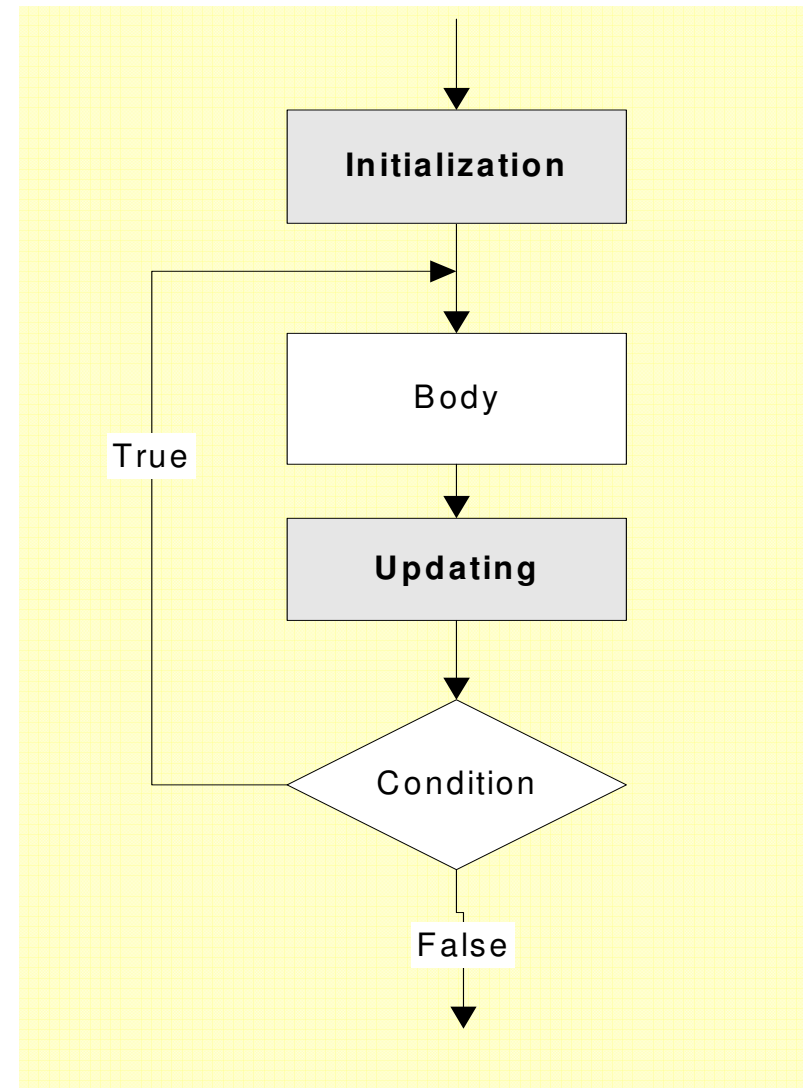 Initialization
Body
True
Updating
Condition
False